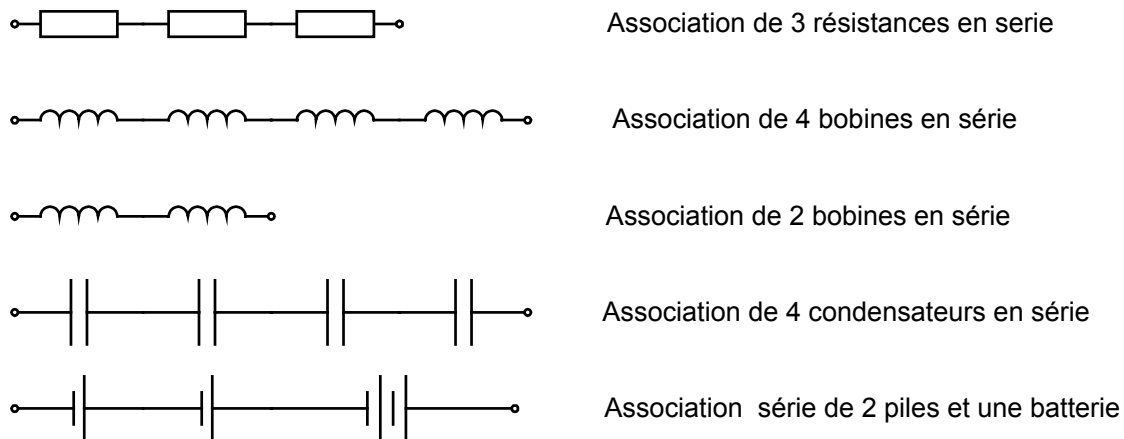 Association de 3 résistances en serie
Association de 4 bobines en série
Association de 2 bobines en série
Association de 4 condensateurs en série
Association série de 2 piles et une batterie